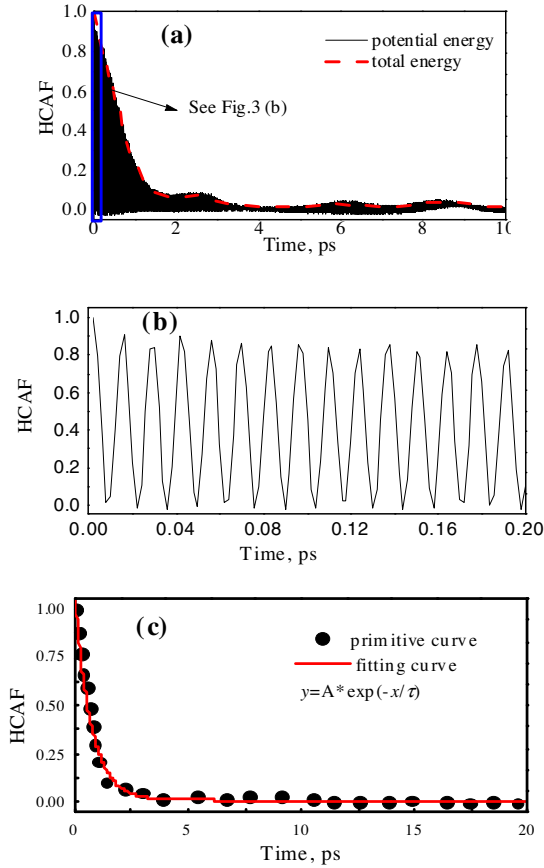 (a)
potential energy
total energy
See Fig.3 (b)
HCAF
1.0
0.8
0.6
0.4
0.2
0.0
0 2 4 6 8 10
Time, ps
(b)
HCAF
1.0
0.8
0.6
0.4
0.2
0.0
0.00 0.04 0.08 0.12 0.16 0.20
Time, ps
(c)
primitive curve
fitting curve
y=A* exp(-x/τ)
HCAF
1.00
0.75
0.50
0.25
0.00
0 5 10 15 20
Time, ps